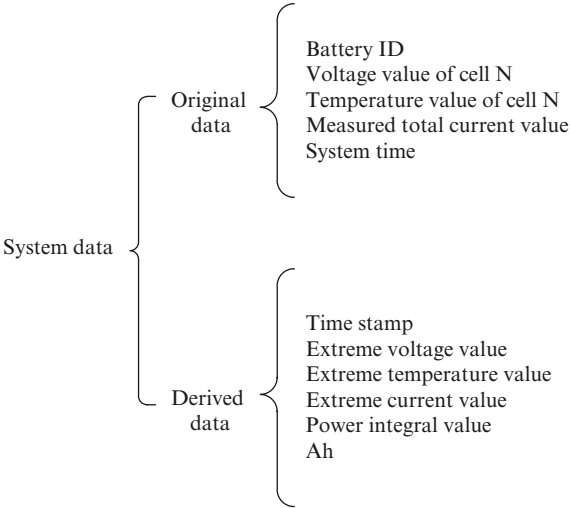 System data
Original
data
Battery ID
Voltage value of cell N
Temperature value of cell N
Measured total current value
System time
Derived
data
Time stamp
Extreme voltage value
Extreme temperature value
Extreme current value
Power integral value
Ah